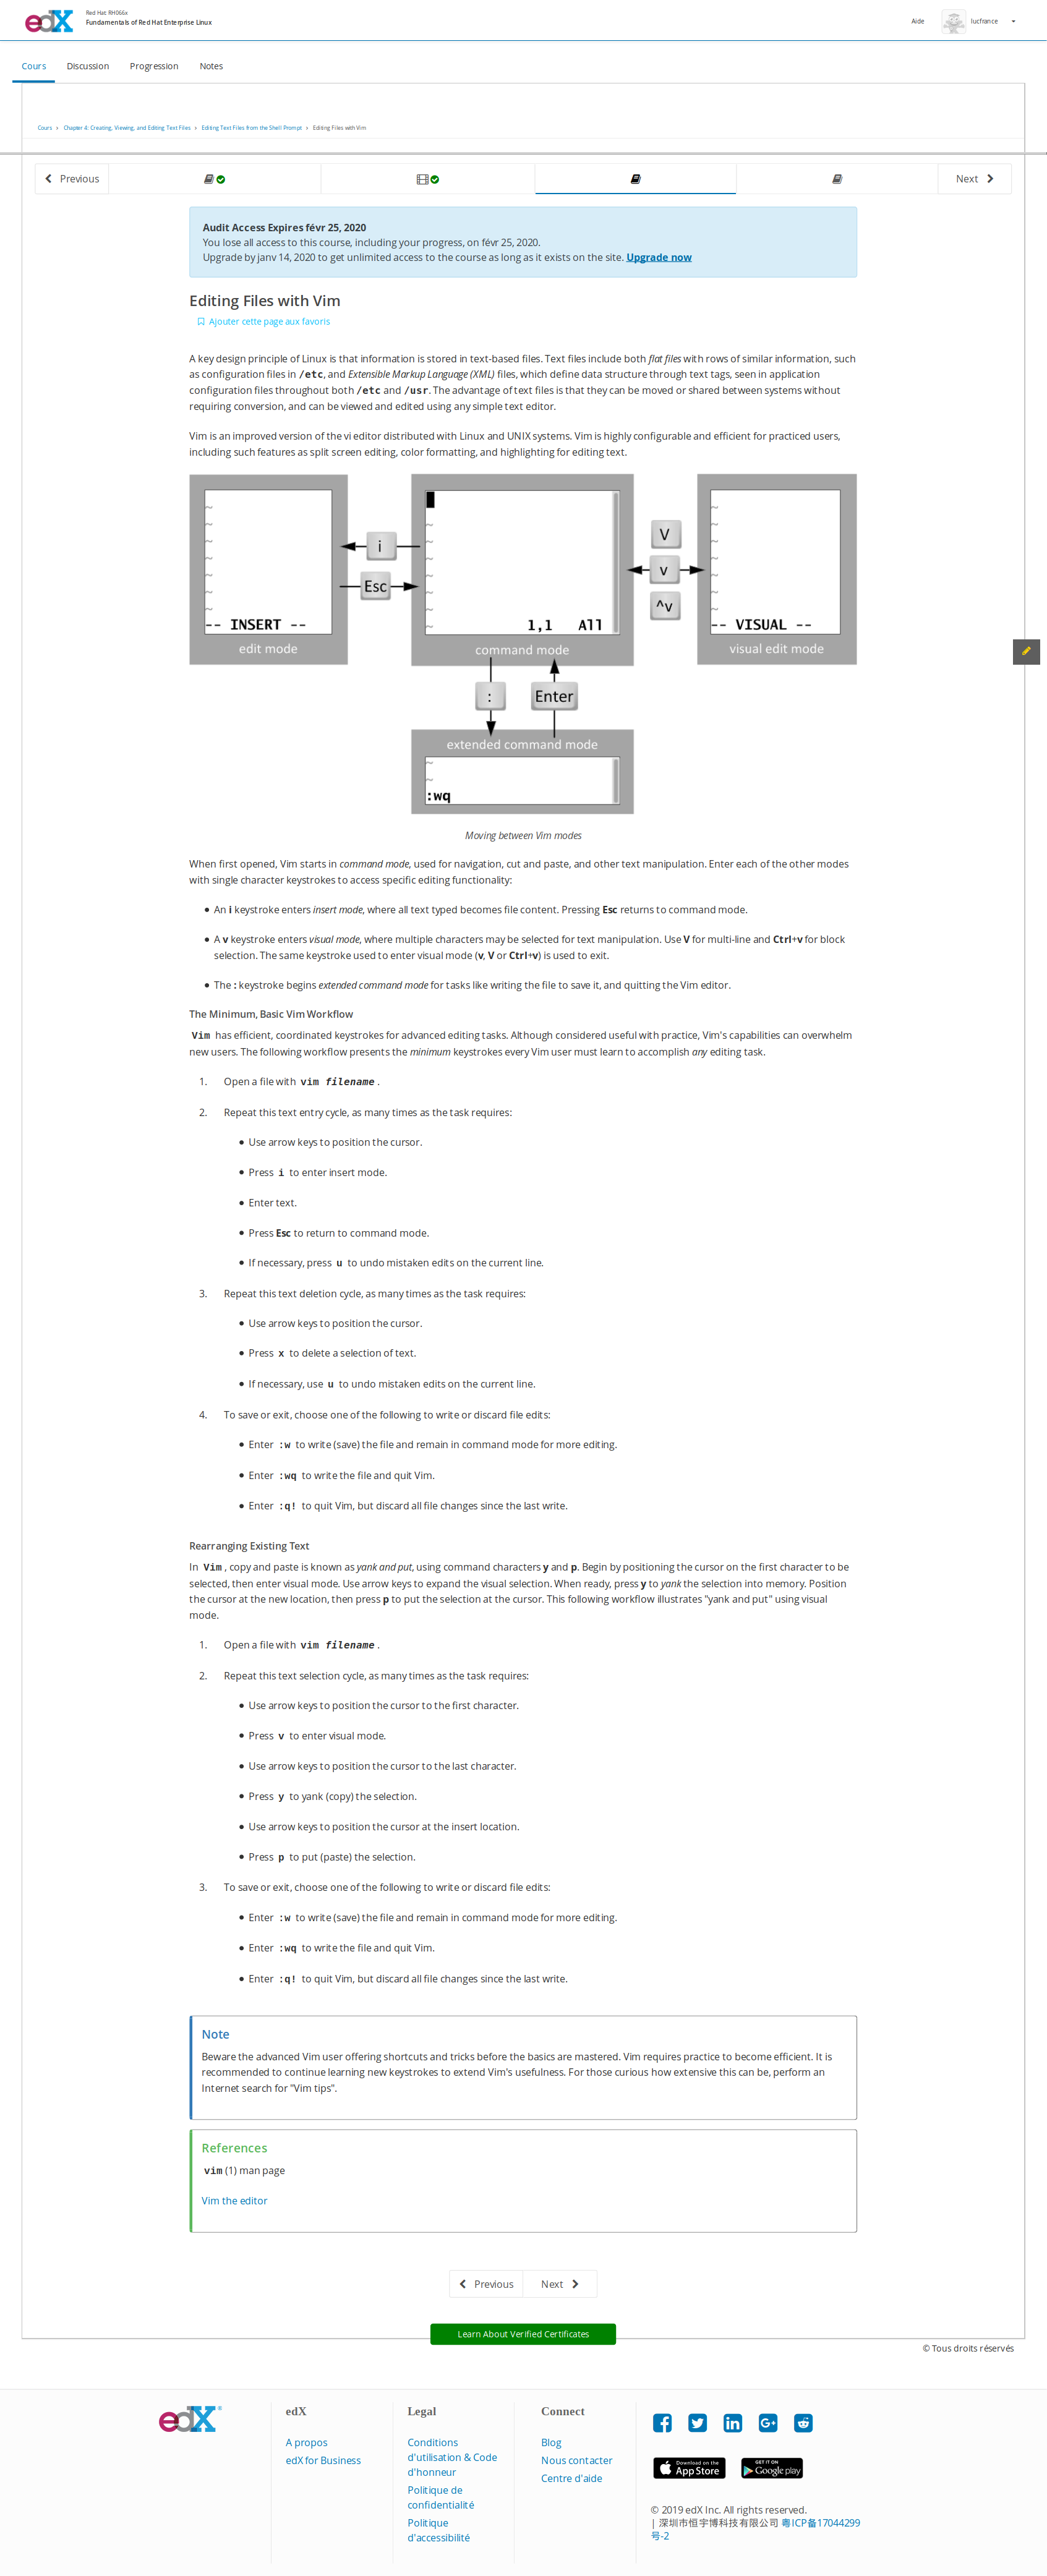 edX
Red Hat: RH066x
Fundamentals of Red Hat Enterprise Linux
Aide
lucfrance
Cours
Discussion
Progression
Notes
Cours › Chapter 4: Creating, Viewing, and Editing Text Files › Editing Text Files from the Shell Prompt › Editing Files with Vim
Previous
Next
Audit Access Expires févr 25, 2020
You lose all access to this course, including your progress, on févr 25, 2020.
Upgrade by janv 14, 2020 to get unlimited access to the course as long as it exists on the site. Upgrade now
Editing Files with Vim
Ajouter cette page aux favoris
A key design principle of Linux is that information is stored in text-based files. Text files include both flat files with rows of similar information, such
as configuration files in /etc, and Extensible Markup Language (XML) files, which define data structure through text tags, seen in application
configuration files throughout both /etc and /usr. The advantage of text files is that they can be moved or shared between systems without
requiring conversion, and can be viewed and edited using any simple text editor.
Vim is an improved version of the vi editor distributed with Linux and UNIX systems. Vim is highly configurable and efficient for practiced users,
including such features as split screen editing, color formatting, and highlighting for editing text.
~
~
~
~
~
~
~
-- INSERT --
edit mode
i
Esc
~
~
~
~
~
~
1,1 All
command mode
V
v
^v
~
~
~
~
~
~
~
-- VISUAL --
visual edit mode
:
Enter
extended command mode
~
~
:wq
Moving between Vim modes
When first opened, Vim starts in command mode, used for navigation, cut and paste, and other text manipulation. Enter each of the other modes
with single character keystrokes to access specific editing functionality:
• An i keystroke enters insert mode, where all text typed becomes file content. Pressing Esc returns to command mode.
• A v keystroke enters visual mode, where multiple characters may be selected for text manipulation. Use V for multi-line and Ctrl+v for block
selection. The same keystroke used to enter visual mode (v, V or Ctrl+v) is used to exit.
• The : keystroke begins extended command mode for tasks like writing the file to save it, and quitting the Vim editor.
The Minimum, Basic Vim Workflow
Vim has efficient, coordinated keystrokes for advanced editing tasks. Although considered useful with practice, Vim's capabilities can overwhelm
new users. The following workflow presents the minimum keystrokes every Vim user must learn to accomplish any editing task.
1. Open a file with vim filename .
2. Repeat this text entry cycle, as many times as the task requires:
• Use arrow keys to position the cursor.
• Press i to enter insert mode.
• Enter text.
• Press Esc to return to command mode.
• If necessary, press u to undo mistaken edits on the current line.
3. Repeat this text deletion cycle, as many times as the task requires:
• Use arrow keys to position the cursor.
• Press x to delete a selection of text.
• If necessary, use u to undo mistaken edits on the current line.
4. To save or exit, choose one of the following to write or discard file edits:
• Enter :w to write (save) the file and remain in command mode for more editing.
• Enter :wq to write the file and quit Vim.
• Enter :q! to quit Vim, but discard all file changes since the last write.
Rearranging Existing Text
In Vim , copy and paste is known as yank and put, using command characters y and p. Begin by positioning the cursor on the first character to be
selected, then enter visual mode. Use arrow keys to expand the visual selection. When ready, press y to yank the selection into memory. Position
the cursor at the new location, then press p to put the selection at the cursor. This following workflow illustrates "yank and put" using visual
mode.
1. Open a file with vim filename .
2. Repeat this text selection cycle, as many times as the task requires:
• Use arrow keys to position the cursor to the first character.
• Press v to enter visual mode.
• Use arrow keys to position the cursor to the last character.
• Press y to yank (copy) the selection.
• Use arrow keys to position the cursor at the insert location.
• Press p to put (paste) the selection.
3. To save or exit, choose one of the following to write or discard file edits:
• Enter :w to write (save) the file and remain in command mode for more editing.
• Enter :wq to write the file and quit Vim.
• Enter :q! to quit Vim, but discard all file changes since the last write.
Note
Beware the advanced Vim user offering shortcuts and tricks before the basics are mastered. Vim requires practice to become efficient. It is
recommended to continue learning new keystrokes to extend Vim's usefulness. For those curious how extensive this can be, perform an
Internet search for "Vim tips".
References
vim (1) man page
Vim the editor
Previous
Next
Learn About Verified Certificates
© Tous droits réservés
edX®
edX
A propos
edX for Business
Legal
Conditions
d'utilisation & Code
d'honneur
Politique de
confidentialité
Politique
d'accessibilité
Connect
Blog
Nous contacter
Centre d'aide
Download on the
App Store
GET IT ON
Google play
© 2019 edX Inc. All rights reserved.
| 深圳市恒宇博科技有限公司 粤ICP备17044299
号-2